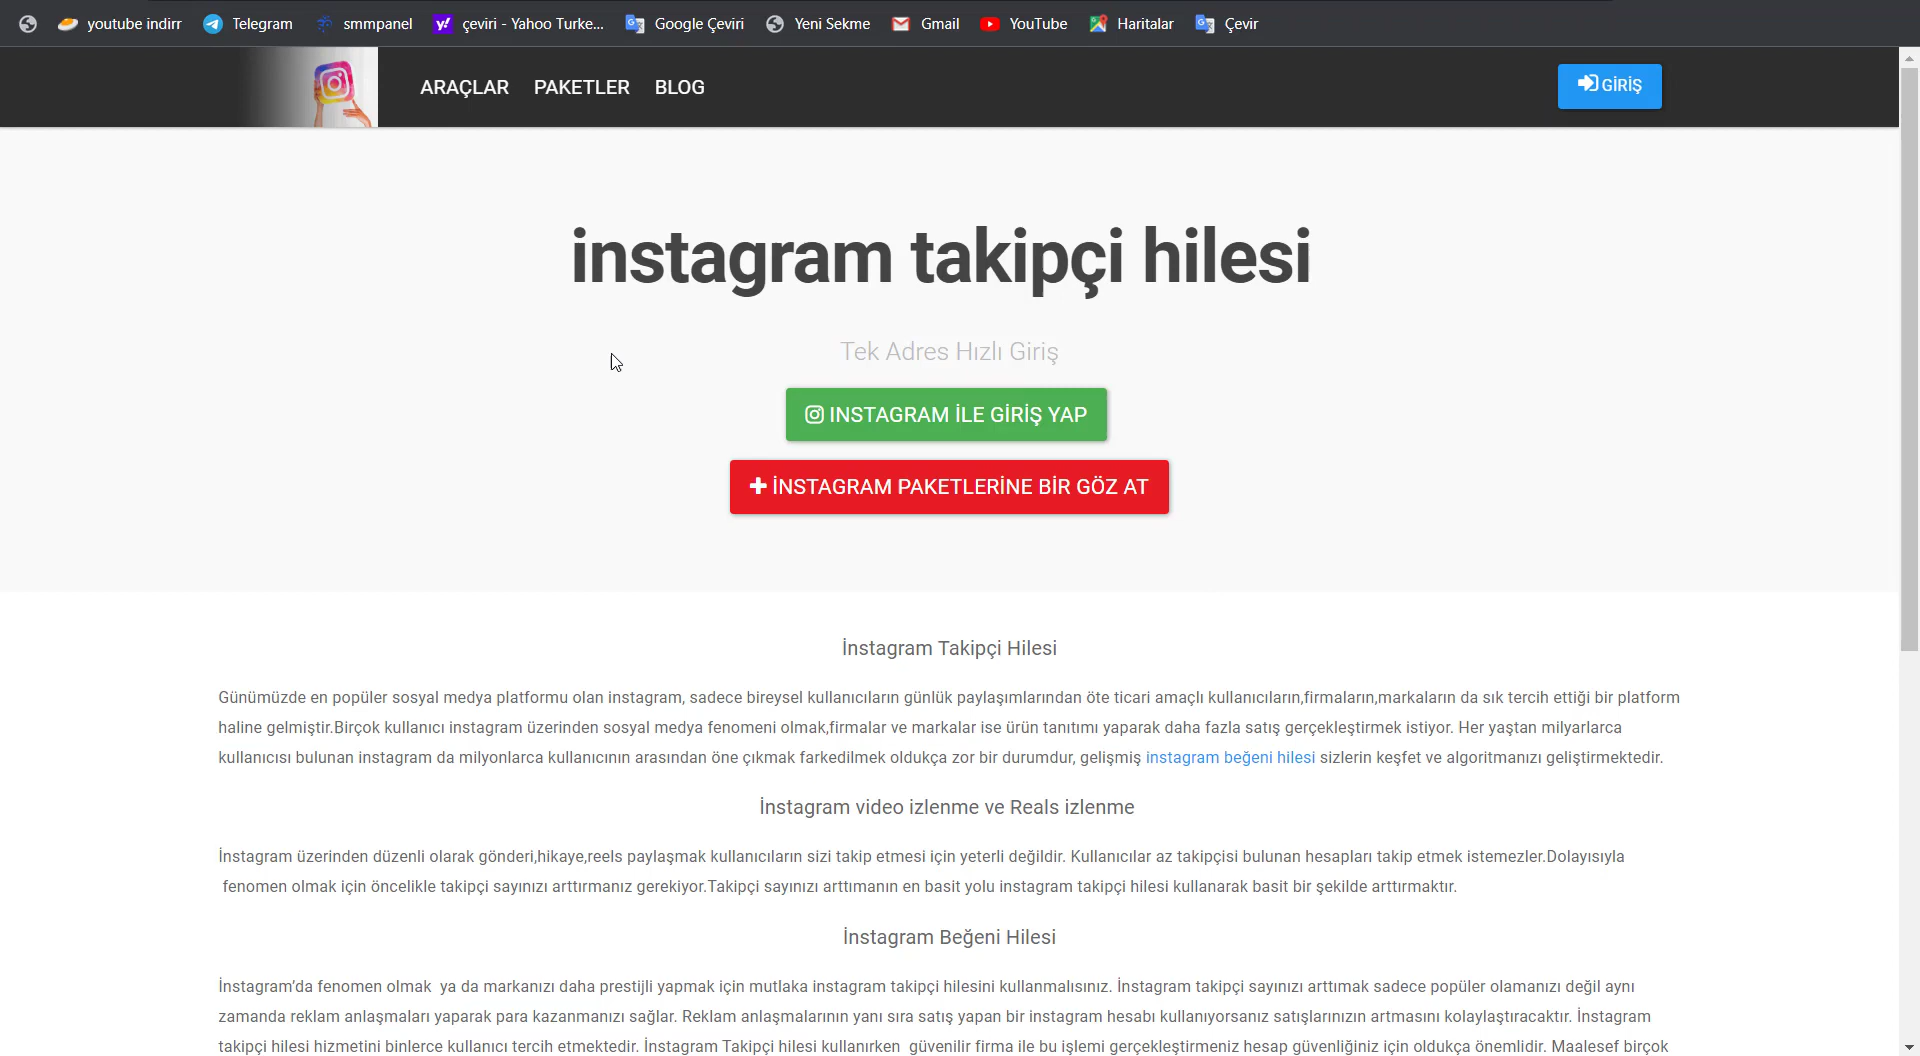 youtube indirr Telegram smmpanel çeviri - Yahoo Turke... Google Çeviri Yeni Sekme Gmail YouTube Haritalar Çevir
ARAÇLAR PAKETLER BLOG GİRİŞ
instagram takipçi hilesi
Tek Adres Hızlı Giriş
INSTAGRAM İLE GİRİŞ YAP
İNSTAGRAM PAKETLERİNE BİR GÖZ AT
İnstagram Takipçi Hilesi
Günümüzde en popüler sosyal medya platformu olan instagram, sadece bireysel kullanıcıların günlük paylaşımlarından öte ticari amaçlı kullanıcıların,firmaların,markaların da sık tercih ettiği bir platform
haline gelmiştir.Birçok kullanıcı instagram üzerinden sosyal medya fenomeni olmak,firmalar ve markalar ise ürün tanıtımı yaparak daha fazla satış gerçekleştirmek istiyor. Her yaştan milyarlarca
kullanıcısı bulunan instagram da milyonlarca kullanıcının arasından öne çıkmak farkedilmek oldukça zor bir durumdur, gelişmiş instagram beğeni hilesi sizlerin keşfet ve algoritmanızı geliştirmektedir.
İnstagram video izlenme ve Reals izlenme
İnstagram üzerinden düzenli olarak gönderi,hikaye,reels paylaşmak kullanıcıların sizi takip etmesi için yeterli değildir. Kullanıcılar az takipçisi bulunan hesapları takip etmek istemezler.Dolayısıyla
fenomen olmak için öncelikle takipçi sayınızı arttırmanız gerekiyor.Takipçi sayınızı arttımanın en basit yolu instagram takipçi hilesi kullanarak basit bir şekilde arttırmaktır.
İnstagram Beğeni Hilesi
İnstagram’da fenomen olmak ya da markanızı daha prestijli yapmak için mutlaka instagram takipçi hilesini kullanmalısınız. İnstagram takipçi sayınızı arttımak sadece popüler olamanızı değil aynı
zamanda reklam anlaşmaları yaparak para kazanmanızı sağlar. Reklam anlaşmalarının yanı sıra satış yapan bir instagram hesabı kullanıyorsanız satışlarınızın artmasını kolaylaştıracaktır. İnstagram
takipçi hilesi hizmetini binlerce kullanıcı tercih etmektedir. İnstagram Takipçi hilesi kullanırken güvenilir firma ile bu işlemi gerçekleştirmeniz hesap güvenliğiniz için oldukça önemlidir. Maalesef birçok